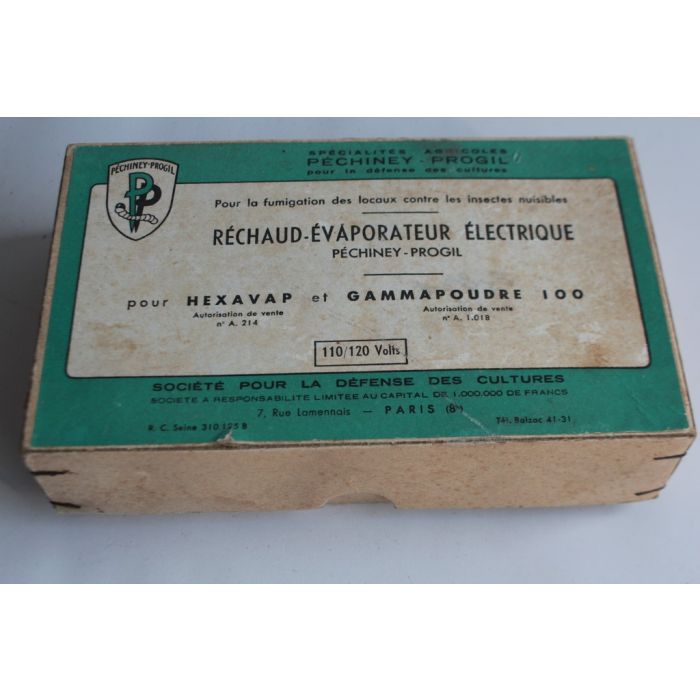 SPÉCIALITÉS AGRICOLES
PÉCHINEY-PROGIL
pour la défense des cultures
PÉCHINEY-PROGIL
PP
Pour la fumigation des locaux contre les insectes nuisibles
RÉCHAUD-ÉVAPORATEUR ÉLECTRIQUE
PÉCHINEY-PROGIL
pour HEXAVAP et GAMMAPOUDRE 100
Autorisation de vente Autorisation de vente
n° A. 214 n° A. 1.018
110/120 Volts
SOCIÉTÉ POUR LA DÉFENSE DES CULTURES
SOCIÉTÉ A RESPONSABILITÉ LIMITÉE AU CAPITAL DE 1.000.000 DE FRANCS
7, Rue Lamennais — PARIS (8e)
R. C. Seine 310.195 B Tél. Balzac 41-31